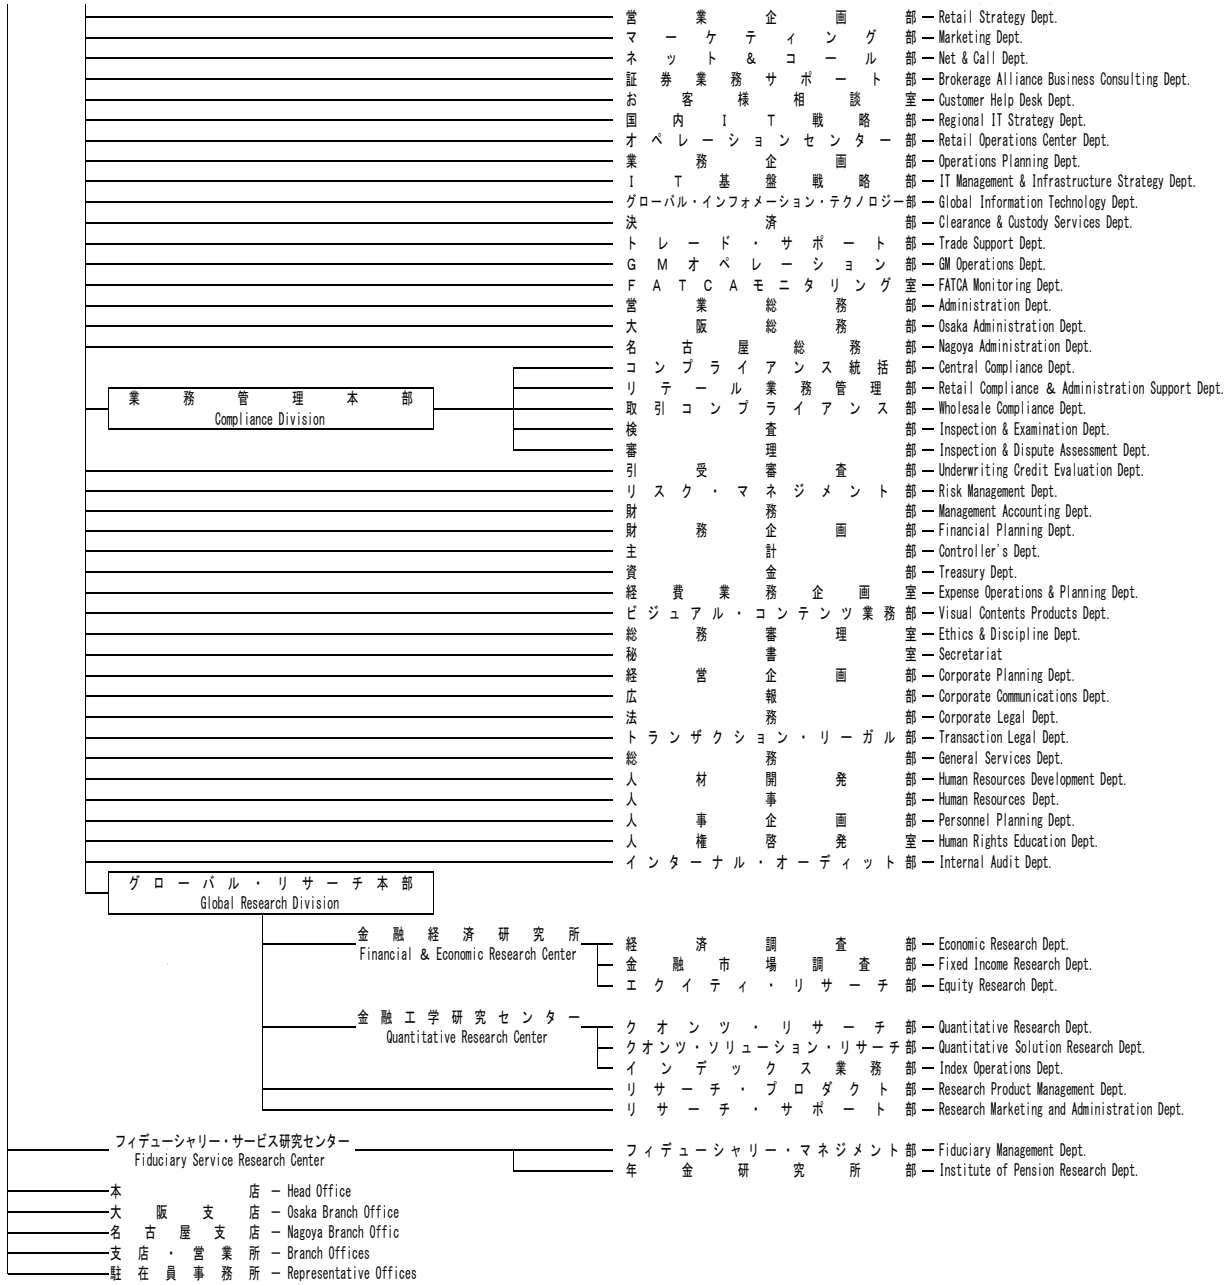 営業企画部 — Retail Strategy Dept.
マーケティング部 — Marketing Dept.
ネット&コール部 — Net & Call Dept.
証券業務サポート部 — Brokerage Alliance Business Consulting Dept.
お客様相談室 — Customer Help Desk Dept.
国内IT戦略部 — Regional IT Strategy Dept.
オペレーションセンター部 — Retail Operations Center Dept.
業務企画部 — Operations Planning Dept.
IT基盤戦略部 — IT Management & Infrastructure Strategy Dept.
グローバル・インフォメーション・テクノロジー部 — Global Information Technology Dept.
決済部 — Clearance & Custody Services Dept.
トレード・サポート部 — Trade Support Dept.
GMオペレーション部 — GM Operations Dept.
FATCAモニタリング室 — FATCA Monitoring Dept.
営業総務部 — Administration Dept.
大阪総務部 — Osaka Administration Dept.
名古屋総務部 — Nagoya Administration Dept.
業務管理本部
Compliance Division
コンプライアンス統括部 — Central Compliance Dept.
リテール業務管理部 — Retail Compliance & Administration Support Dept.
取引コンプライアンス部 — Wholesale Compliance Dept.
検査部 — Inspection & Examination Dept.
審理部 — Inspection & Dispute Assessment Dept.
引受審査部 — Underwriting Credit Evaluation Dept.
リスク・マネジメント部 — Risk Management Dept.
財務部 — Management Accounting Dept.
財務企画部 — Financial Planning Dept.
主計部 — Controller's Dept.
資金部 — Treasury Dept.
経費業務企画室 — Expense Operations & Planning Dept.
ビジュアル・コンテンツ業務部 — Visual Contents Products Dept.
総務審理室 — Ethics & Discipline Dept.
秘書室 — Secretariat
経営企画部 — Corporate Planning Dept.
広報部 — Corporate Communications Dept.
法務部 — Corporate Legal Dept.
トランザクション・リーガル部 — Transaction Legal Dept.
総務部 — General Services Dept.
人材開発部 — Human Resources Development Dept.
人事部 — Human Resources Dept.
人事企画部 — Personnel Planning Dept.
人権啓発室 — Human Rights Education Dept.
インターナル・オーディット部 — Internal Audit Dept.
グローバル・リサーチ本部
Global Research Division
金融経済研究所
Financial & Economic Research Center
経済調査部 — Economic Research Dept.
金融市場調査部 — Fixed Income Research Dept.
エクイティ・リサーチ部 — Equity Research Dept.
金融工学研究センター
Quantitative Research Center
クオンツ・リサーチ部 — Quantitative Research Dept.
クオンツ・ソリューション・リサーチ部 — Quantitative Solution Research Dept.
インデックス業務部 — Index Operations Dept.
リサーチ・プロダクト部 — Research Product Management Dept.
リサーチ・サポート部 — Research Marketing and Administration Dept.
フィデューシャリー・サービス研究センター
Fiduciary Service Research Center
フィデューシャリー・マネジメント部 — Fiduciary Management Dept.
年金研究所部 — Institute of Pension Research Dept.
本店 — Head Office
大阪支店 — Osaka Branch Office
名古屋支店 — Nagoya Branch Offic
支店・営業所 — Branch Offices
駐在員事務所 — Representative Offices